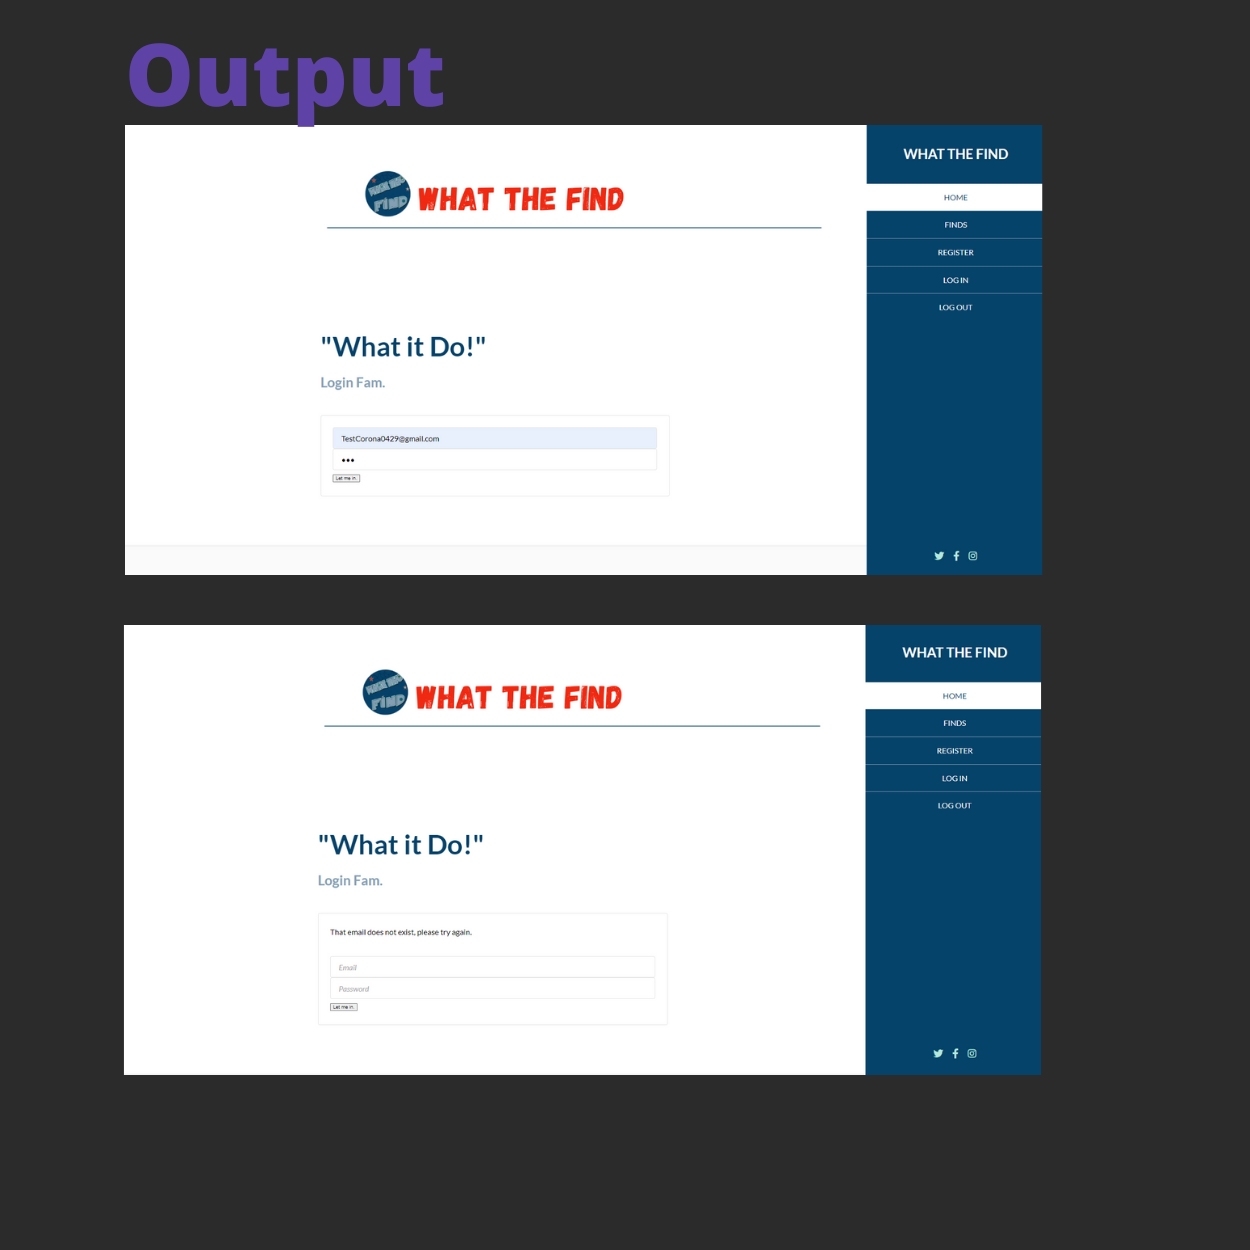 Output
WHAT THE FIND
WHAT THE FIND
HOME
FINDS
REGISTER
LOG IN
LOG OUT
"What it Do!"
Login Fam.
TestCorona0429@gmail.com
•••
Let me in.
WHAT THE FIND
WHAT THE FIND
HOME
FINDS
REGISTER
LOG IN
LOG OUT
"What it Do!"
Login Fam.
That email does not exist, please try again.
Email
Password
Let me in.